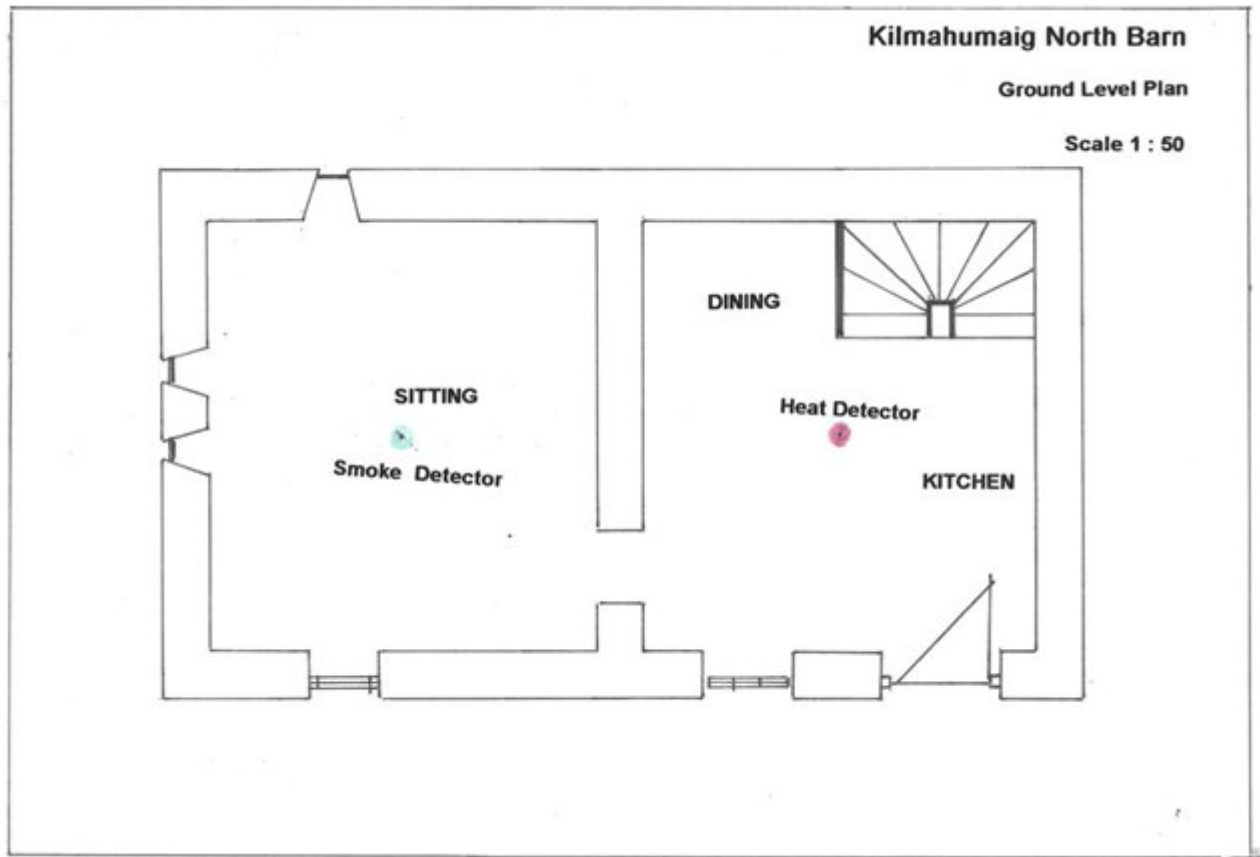 Kilmahumaig North Barn
Ground Level Plan
Scale 1 : 50
DINING
SITTING
Heat Detector
Smoke Detector
KITCHEN